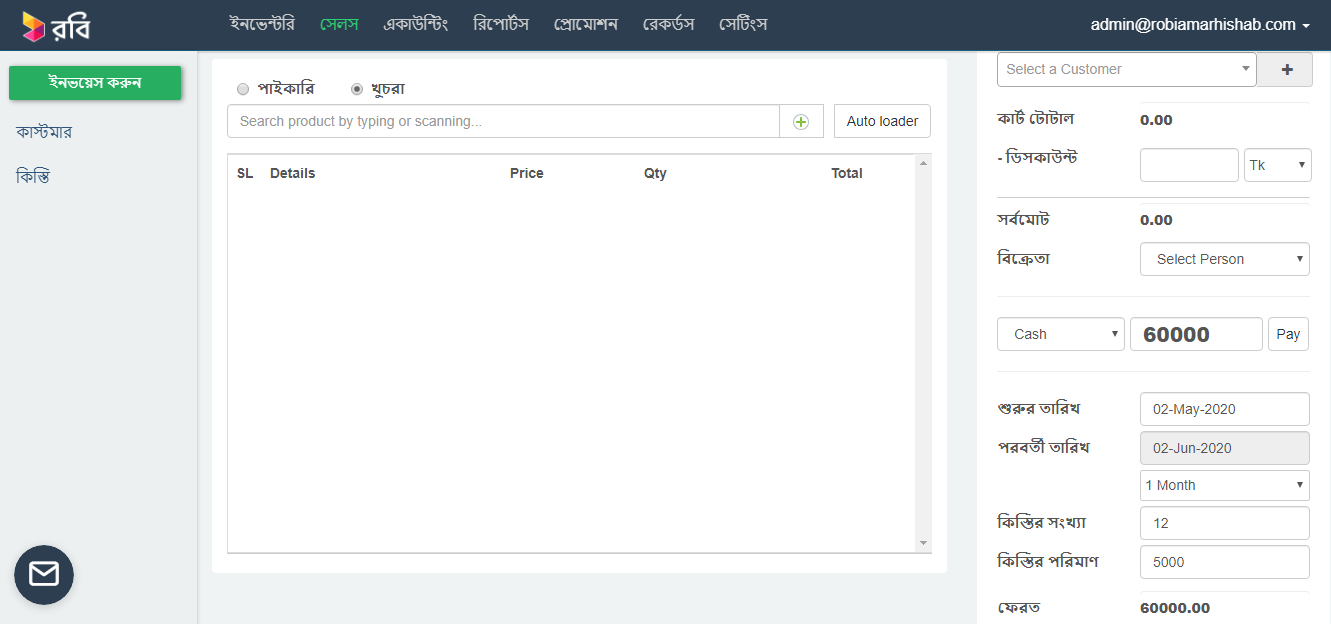 রবি ইনভেন্টরি সেলস একাউন্টিং রিপোর্টস প্রোমোশন রেকর্ডস সেটিংস admin@robiamarhishab.com
ইনভয়েস করুন
কাস্টমার
কিস্তি
পাইকারি খুচরা
Search product by typing or scanning... Auto loader
SL Details Price Qty Total
Select a Customer +
কার্ট টোটাল 0.00
- ডিসকাউন্ট Tk
সর্বমোট 0.00
বিক্রেতা Select Person
Cash 60000 Pay
শুরুর তারিখ 02-May-2020
পরবর্তী তারিখ 02-Jun-2020
1 Month
কিস্তির সংখ্যা 12
কিস্তির পরিমাণ 5000
ফেরত 60000.00